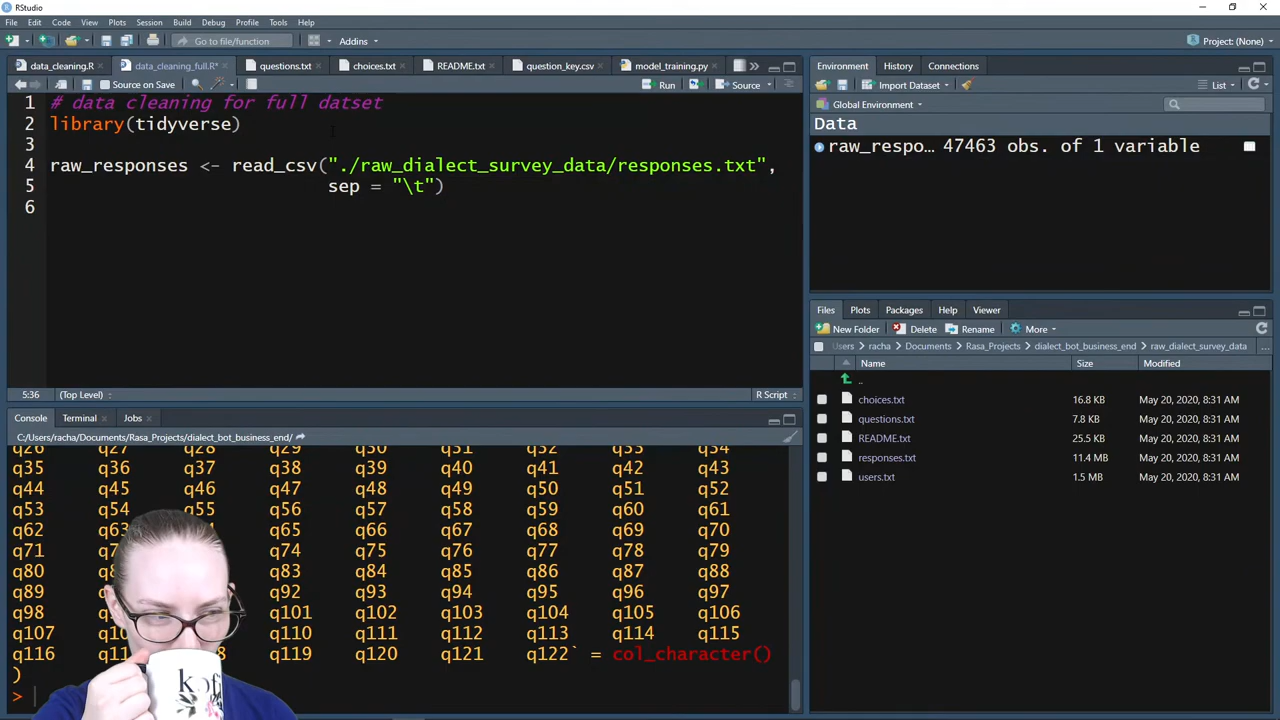 RStudio
File Edit Code View Plots Session Build Debug Profile Tools Help
Go to file/function Addins Project: (None)
data_cleaning.R data_cleaning_full.R* questions.txt choices.txt README.txt question_key.csv model_training.py
Source on Save Run Source
1 # data cleaning for full datset
2 library(tidyverse)
3
4 raw_responses <- read_csv("./raw_dialect_survey_data/responses.txt",
5 sep = "\t")
6
5:36 (Top Level) R Script
Console Terminal Jobs
C:/Users/racha/Documents/Rasa_Projects/dialect_bot_business_end/
q26 q27 q28 q29 q30 q31 q32 q33 q34
q35 q36 q37 q38 q39 q40 q41 q42 q43
q44 q45 q46 q47 q48 q49 q50 q51 q52
q53 q54 q55 q56 q57 q58 q59 q60 q61
q62 q63 q65 q66 q67 q68 q69 q70
q71 q74 q75 q76 q77 q78 q79
q80 q83 q84 q85 q86 q87 q88
q89 q92 q93 q94 q95 q96 q97
q98 q101 q102 q103 q104 q105 q106
q107 q110 q111 q112 q113 q114 q115
q116 q119 q120 q121 q122` = col_character()
)
>
Environment History Connections
Import Dataset List
Global Environment
Data
raw_respo… 47463 obs. of 1 variable
Files Plots Packages Help Viewer
New Folder Delete Rename More
Users racha Documents Rasa_Projects dialect_bot_business_end raw_dialect_survey_data ...
Name Size Modified
..
choices.txt 16.8 KB May 20, 2020, 8:31 AM
questions.txt 7.8 KB May 20, 2020, 8:31 AM
README.txt 25.5 KB May 20, 2020, 8:31 AM
responses.txt 11.4 MB May 20, 2020, 8:31 AM
users.txt 1.5 MB May 20, 2020, 8:31 AM